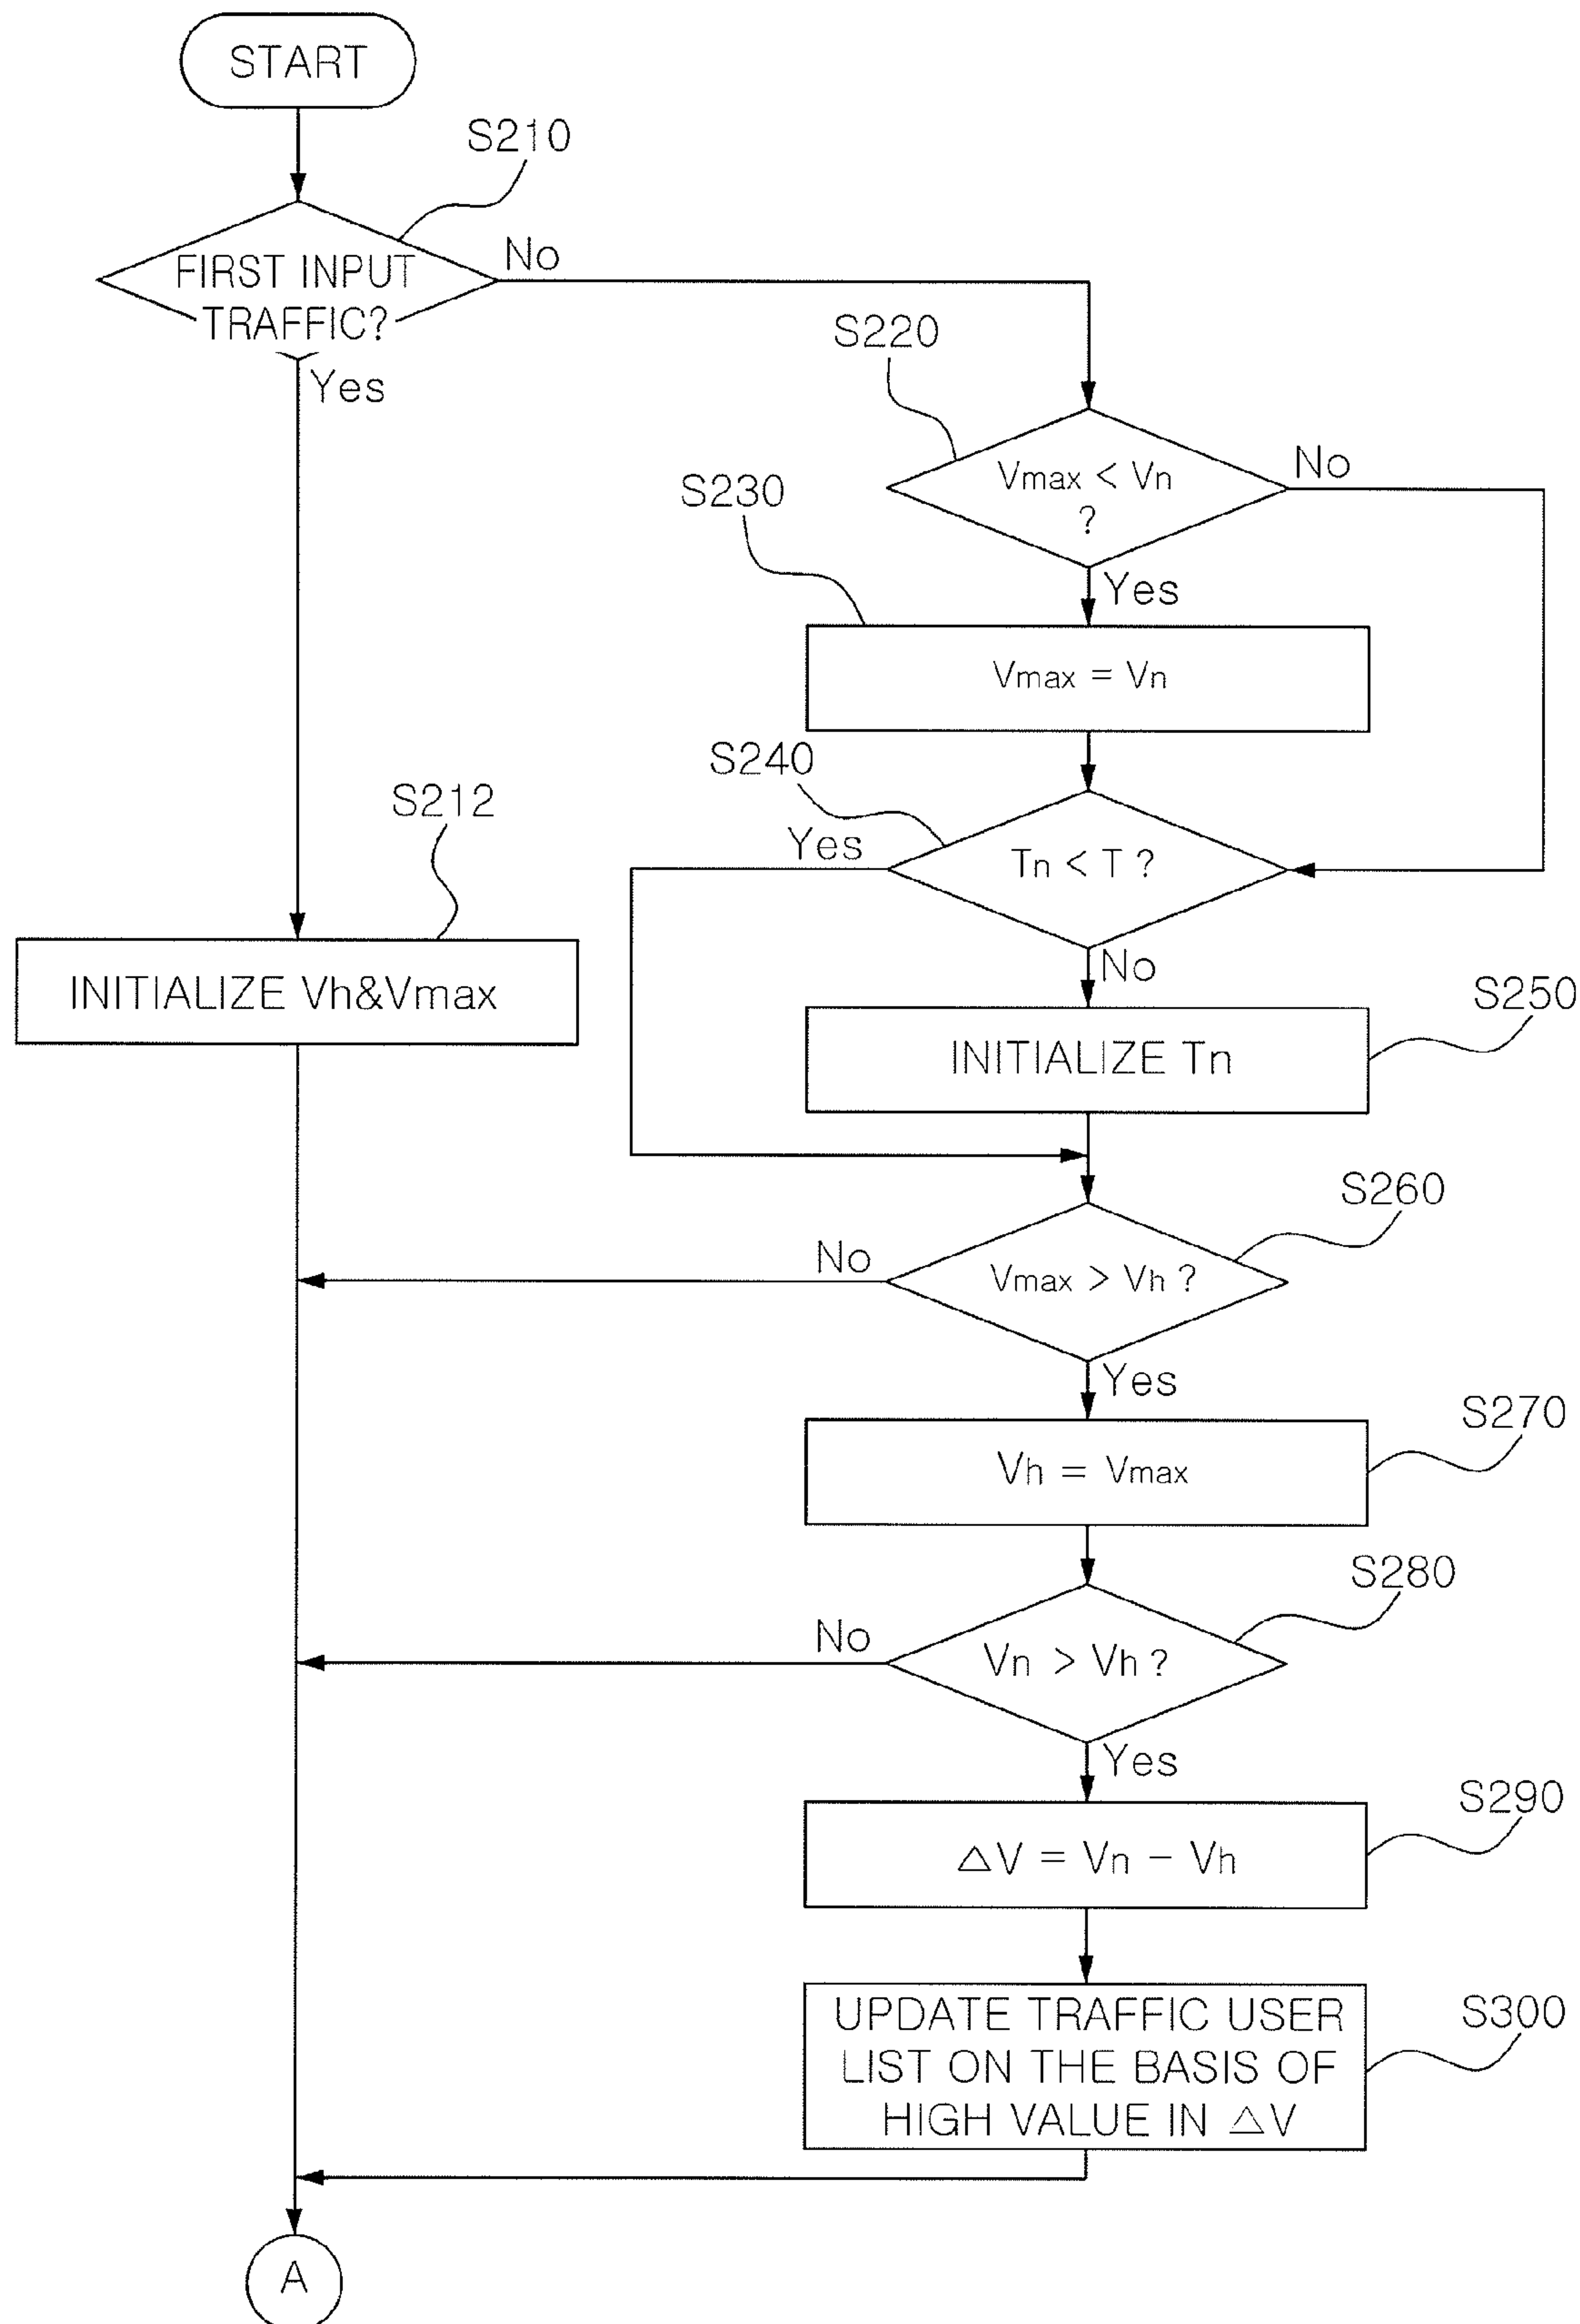 START
S210
FIRST INPUT
TRAFFIC?
No
Yes
S220
Vmax < Vn
?
No
Yes
S230
Vmax = Vn
S240
Tn < T ?
Yes
No
S212
INITIALIZE Vh&Vmax
S250
INITIALIZE Tn
S260
Vmax > Vh ?
No
Yes
S270
Vh = Vmax
S280
Vn > Vh ?
No
Yes
S290
△V = Vn - Vh
S300
UPDATE TRAFFIC USER
LIST ON THE BASIS OF
HIGH VALUE IN △V
A